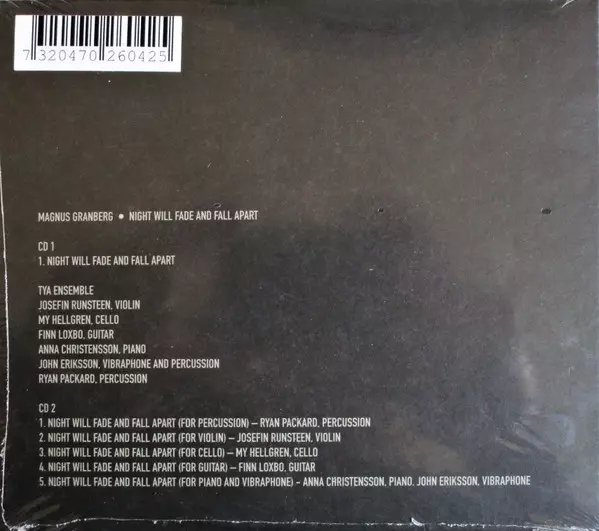 7 320470 260425
MAGNUS GRANBERG • NIGHT WILL FADE AND FALL APART
CD 1
1. NIGHT WILL FADE AND FALL APART
TYA ENSEMBLE
JOSEFIN RUNSTEEN, VIOLIN
MY HELLGREN, CELLO
FINN LOXBO, GUITAR
ANNA CHRISTENSSON, PIANO
JOHN ERIKSSON, VIBRAPHONE AND PERCUSSION
RYAN PACKARD, PERCUSSION
CD 2
1. NIGHT WILL FADE AND FALL APART (FOR PERCUSSION) – RYAN PACKARD, PERCUSSION
2. NIGHT WILL FADE AND FALL APART (FOR VIOLIN) – JOSEFIN RUNSTEEN, VIOLIN
3. NIGHT WILL FADE AND FALL APART (FOR CELLO) – MY HELLGREN, CELLO
4. NIGHT WILL FADE AND FALL APART (FOR GUITAR) – FINN LOXBO, GUITAR
5. NIGHT WILL FADE AND FALL APART (FOR PIANO AND VIBRAPHONE) - ANNA CHRISTENSSON, PIANO. JOHN ERIKSSON, VIBRAPHONE